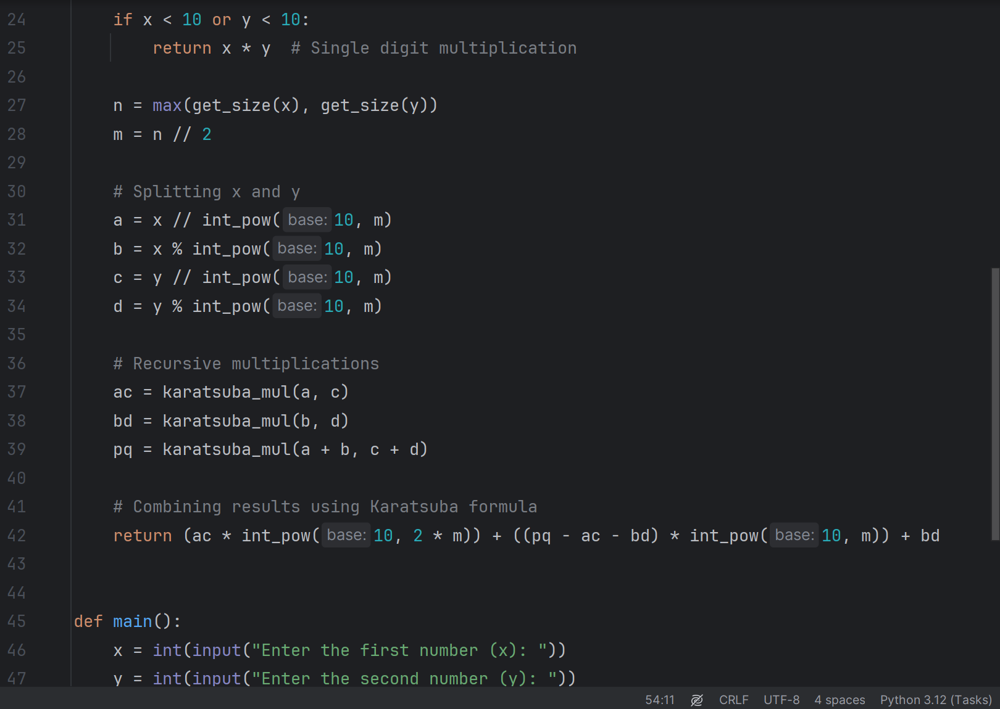 24 if x < 10 or y < 10:
25 return x * y  # Single digit multiplication
26
27 n = max(get_size(x), get_size(y))
28 m = n // 2
29
30 # Splitting x and y
31 a = x // int_pow( base: 10, m)
32 b = x % int_pow( base: 10, m)
33 c = y // int_pow( base: 10, m)
34 d = y % int_pow( base: 10, m)
35
36 # Recursive multiplications
37 ac = karatsuba_mul(a, c)
38 bd = karatsuba_mul(b, d)
39 pq = karatsuba_mul(a + b, c + d)
40
41 # Combining results using Karatsuba formula
42 return (ac * int_pow( base: 10, 2 * m)) + ((pq - ac - bd) * int_pow( base: 10, m)) + bd
43
44
45 def main():
46 x = int(input("Enter the first number (x): "))
47 y = int(input("Enter the second number (y): "))
54:11 CRLF UTF-8 4 spaces Python 3.12 (Tasks)